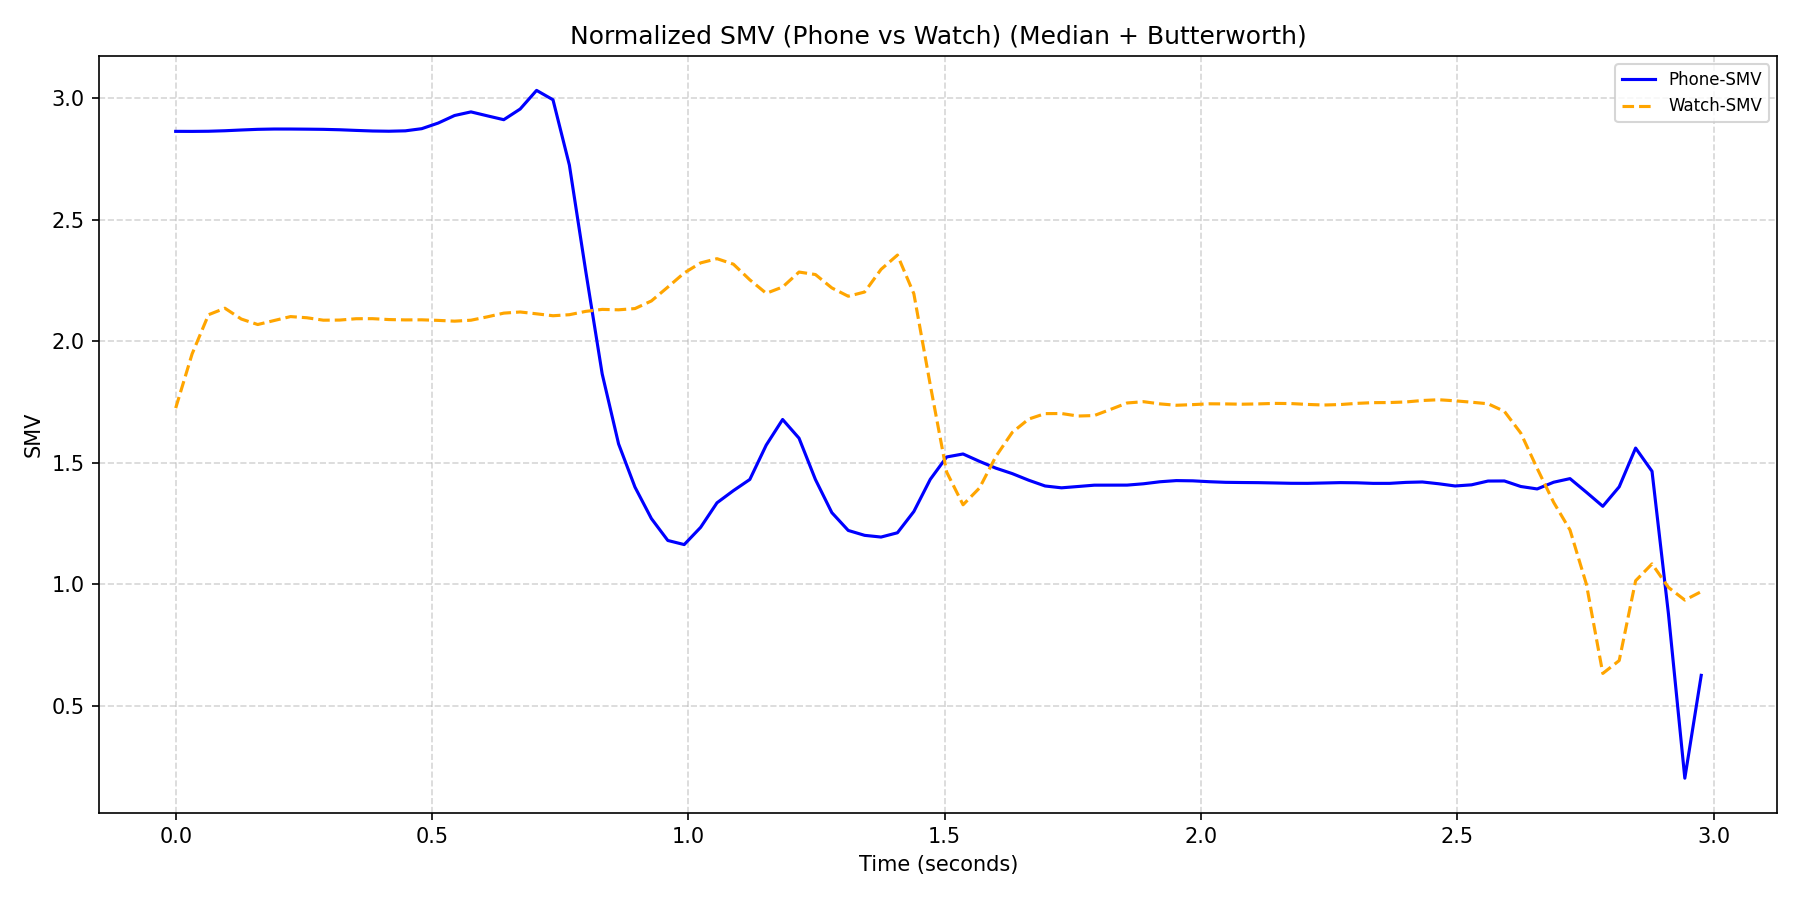 Normalized SMV (Phone vs Watch) (Median + Butterworth)
Phone-SMV
Watch-SMV
3.0
2.5
2.0
1.5
1.0
0.5
SMV
0.0 0.5 1.0 1.5 2.0 2.5 3.0
Time (seconds)